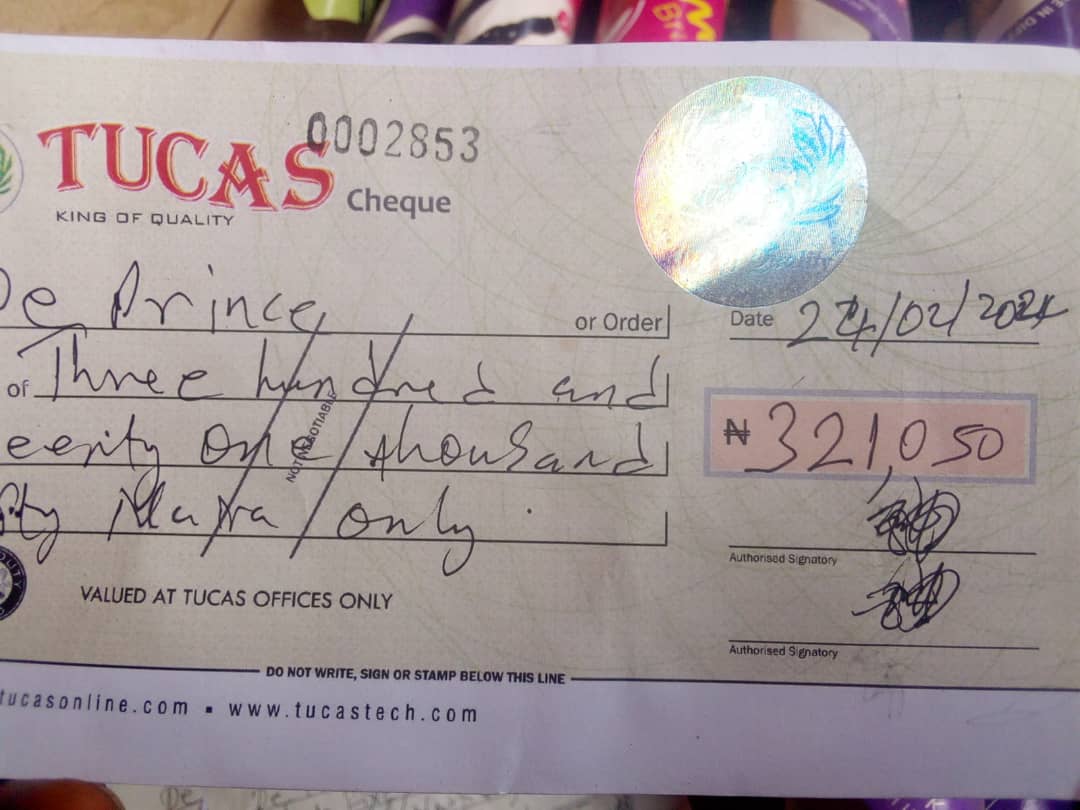 0002853
TUCAS
Cheque
KING OF QUALITY
De Prince or Order
Date 24/02/2024
of Three hundred and
one thousand
₦ 321,050
NOT NEGOTIABLE
Naira only.
Authorised Signatory
VALUED AT TUCAS OFFICES ONLY
Authorised Signatory
DO NOT WRITE, SIGN OR STAMP BELOW THIS LINE
tucasonline.com ▪ www.tucastech.com